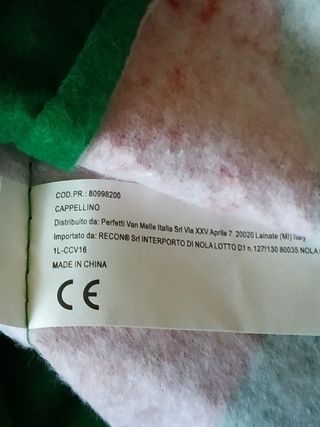 COD.PR.: 80998200
CAPPELLINO
Distribuito da: Perfetti Van Melle Italia Srl Via XXV Aprile 7 20020 Lainate (MI) Italy
Importato da: RECON® Srl INTERPORTO DI NOLA LOTTO D1 n.127/130 80035 NOLA
1L-CCV16
MADE IN CHINA
CE